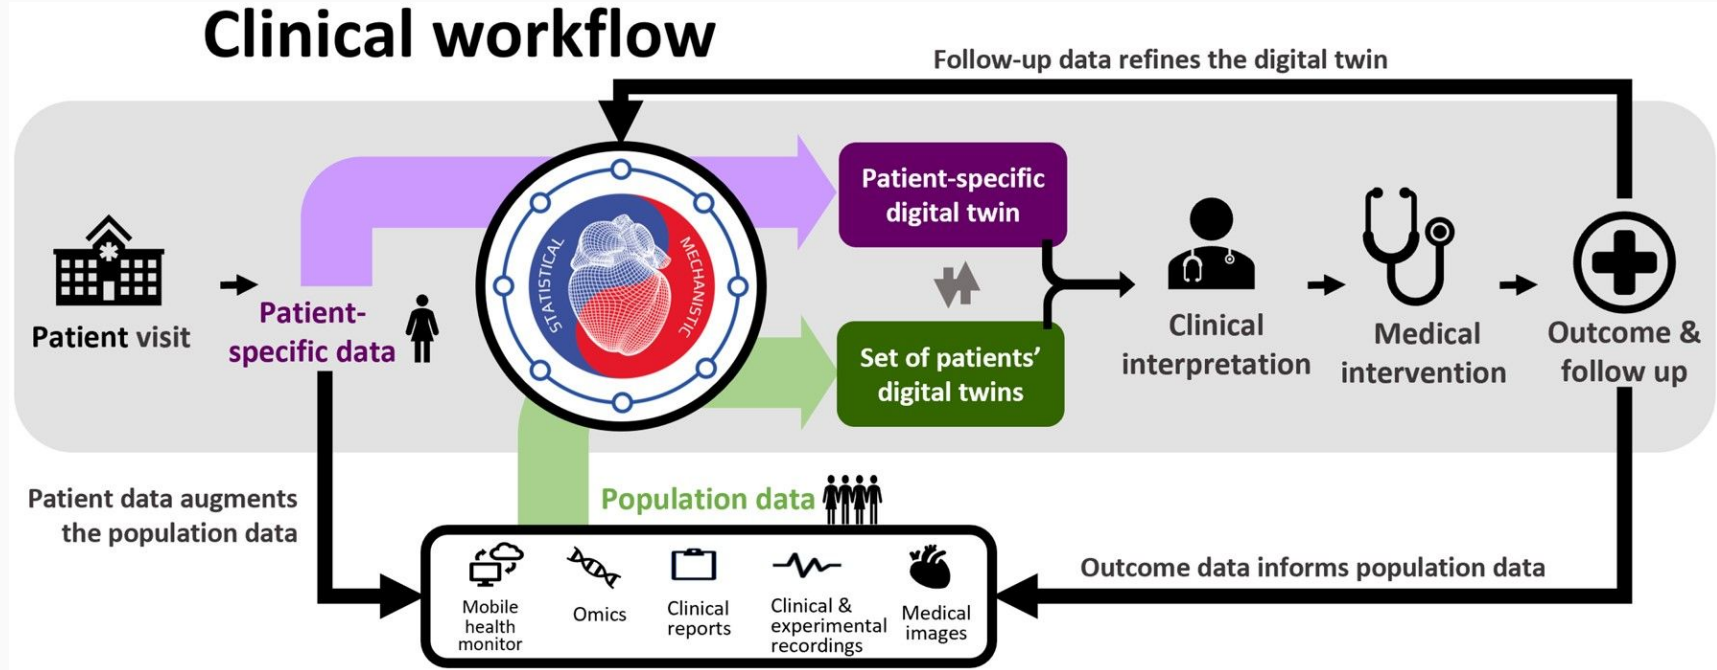 Clinical workflow
Follow-up data refines the digital twin
Patient visit
Patient-
specific data
STATISTICAL
MECHANISTIC
Patient-specific
digital twin
Set of patients’
digital twins
Clinical
interpretation
Medical
intervention
Outcome &
follow up
Patient data augments
the population data
Population data
Mobile
health
monitor
Omics
Clinical
reports
Clinical &
experimental
recordings
Medical
images
Outcome data informs population data